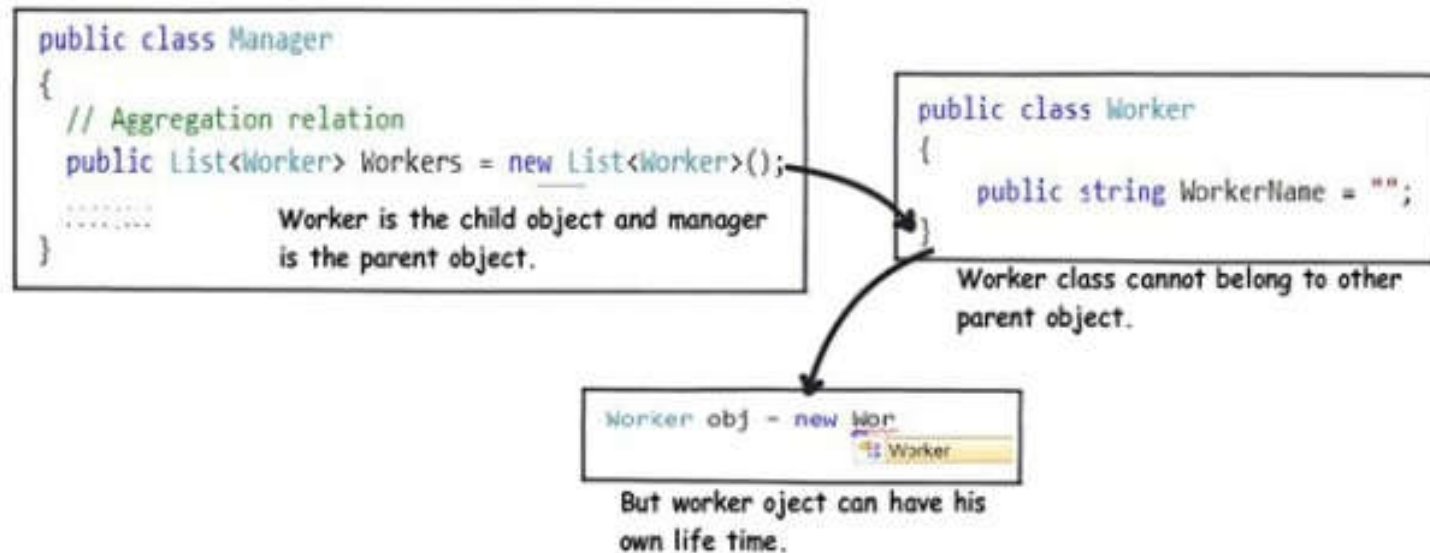 public class Manager
{
// Aggregation relation
public List<Worker> Workers = new List<Worker>();
Worker is the child object and manager
is the parent object.
}
public class Worker
{
public string WorkerName = "";
}
Worker class cannot belong to other
parent object.
Worker obj = new Wor
Worker
But worker oject can have his
own life time.